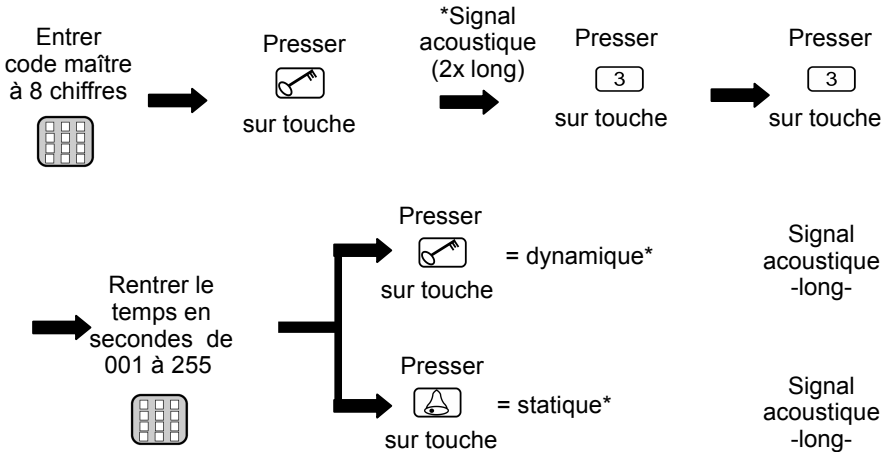 Entrer
code maître
à 8 chiffres
Presser
sur touche
*Signal
acoustique
(2x long)
Presser
3
sur touche
Presser
3
sur touche
Rentrer le
temps en
secondes de
001 à 255
Presser
= dynamique*
sur touche
Signal
acoustique
-long-
Presser
= statique*
sur touche
Signal
acoustique
-long-